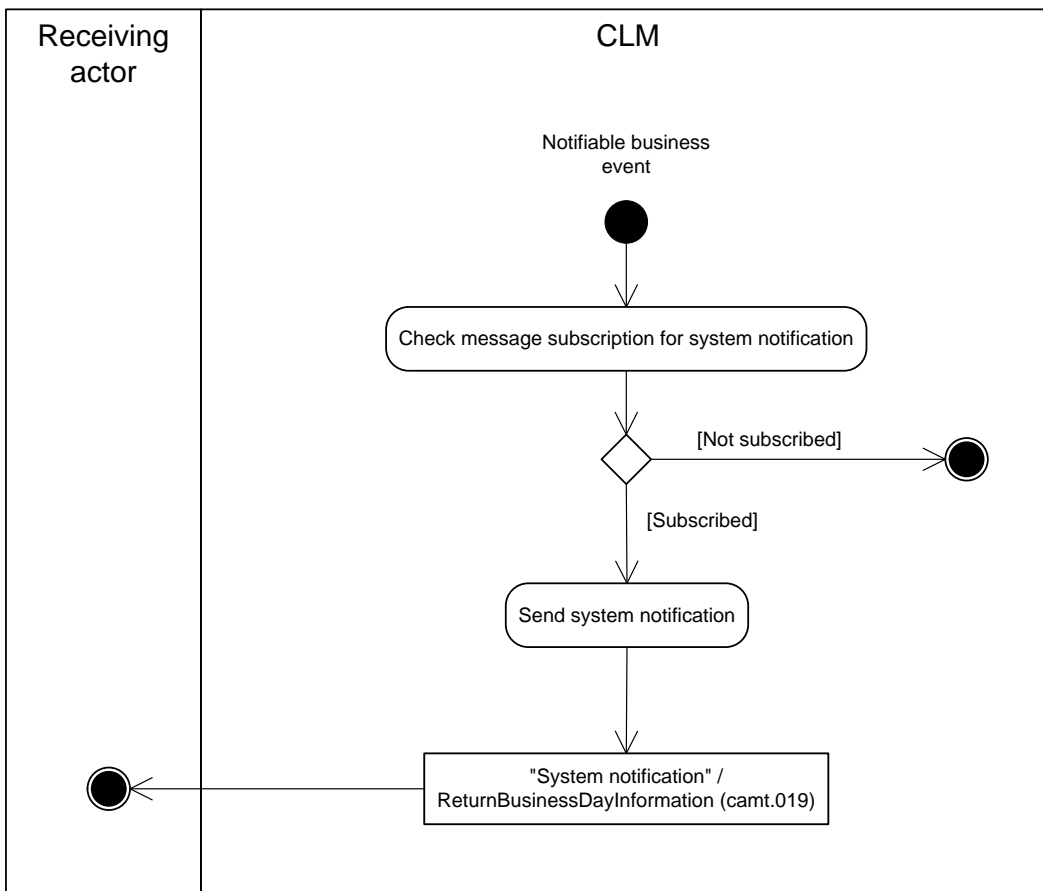 Receiving
actor
CLM
Notifiable business
event
Check message subscription for system notification
[Not subscribed]
[Subscribed]
Send system notification
"System notification" /
ReturnBusinessDayInformation (camt.019)